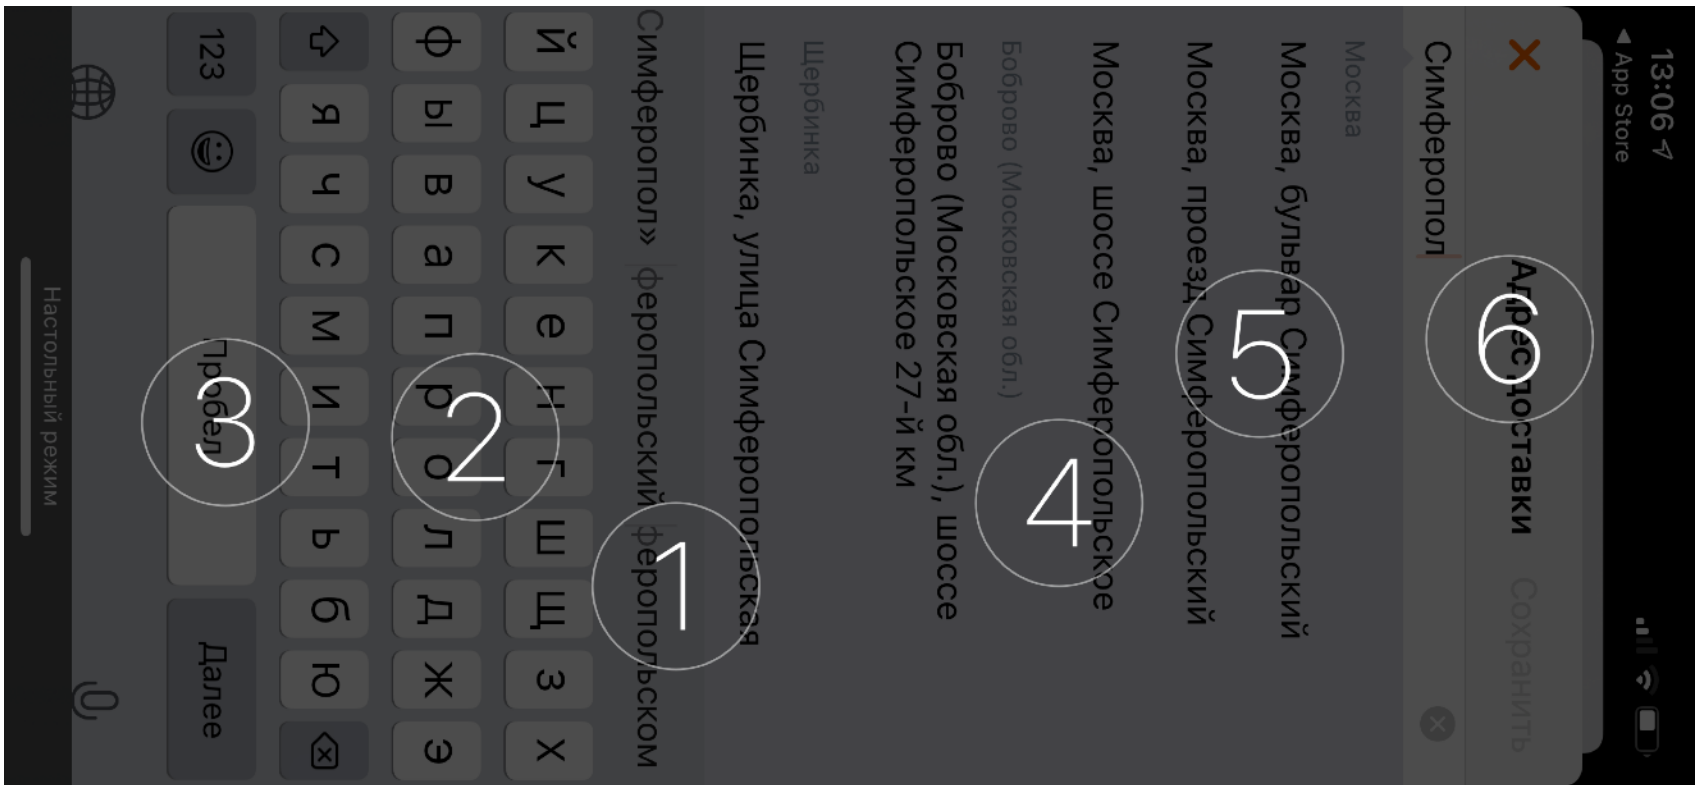 13:06
App Store
Адрес доставки
Сохранить
Симферопол
Москва
Москва, бульвар Симферопольский
Москва, проезд Симферопольский
Москва, шоссе Симферопольское
Боброво (Московская обл.)
Боброво (Московская обл.), шоссе
Симферопольское 27-й км
Щербинка
Щербинка, улица Симферопольская
Симферопол» феропольский феропольском
й ц у к е н г ш щ з х
ф ы в а п р о л д ж э
я ч с м и т ь б ю
123 Пробел Далее
Настольный режим
1
2
3
4
5
6